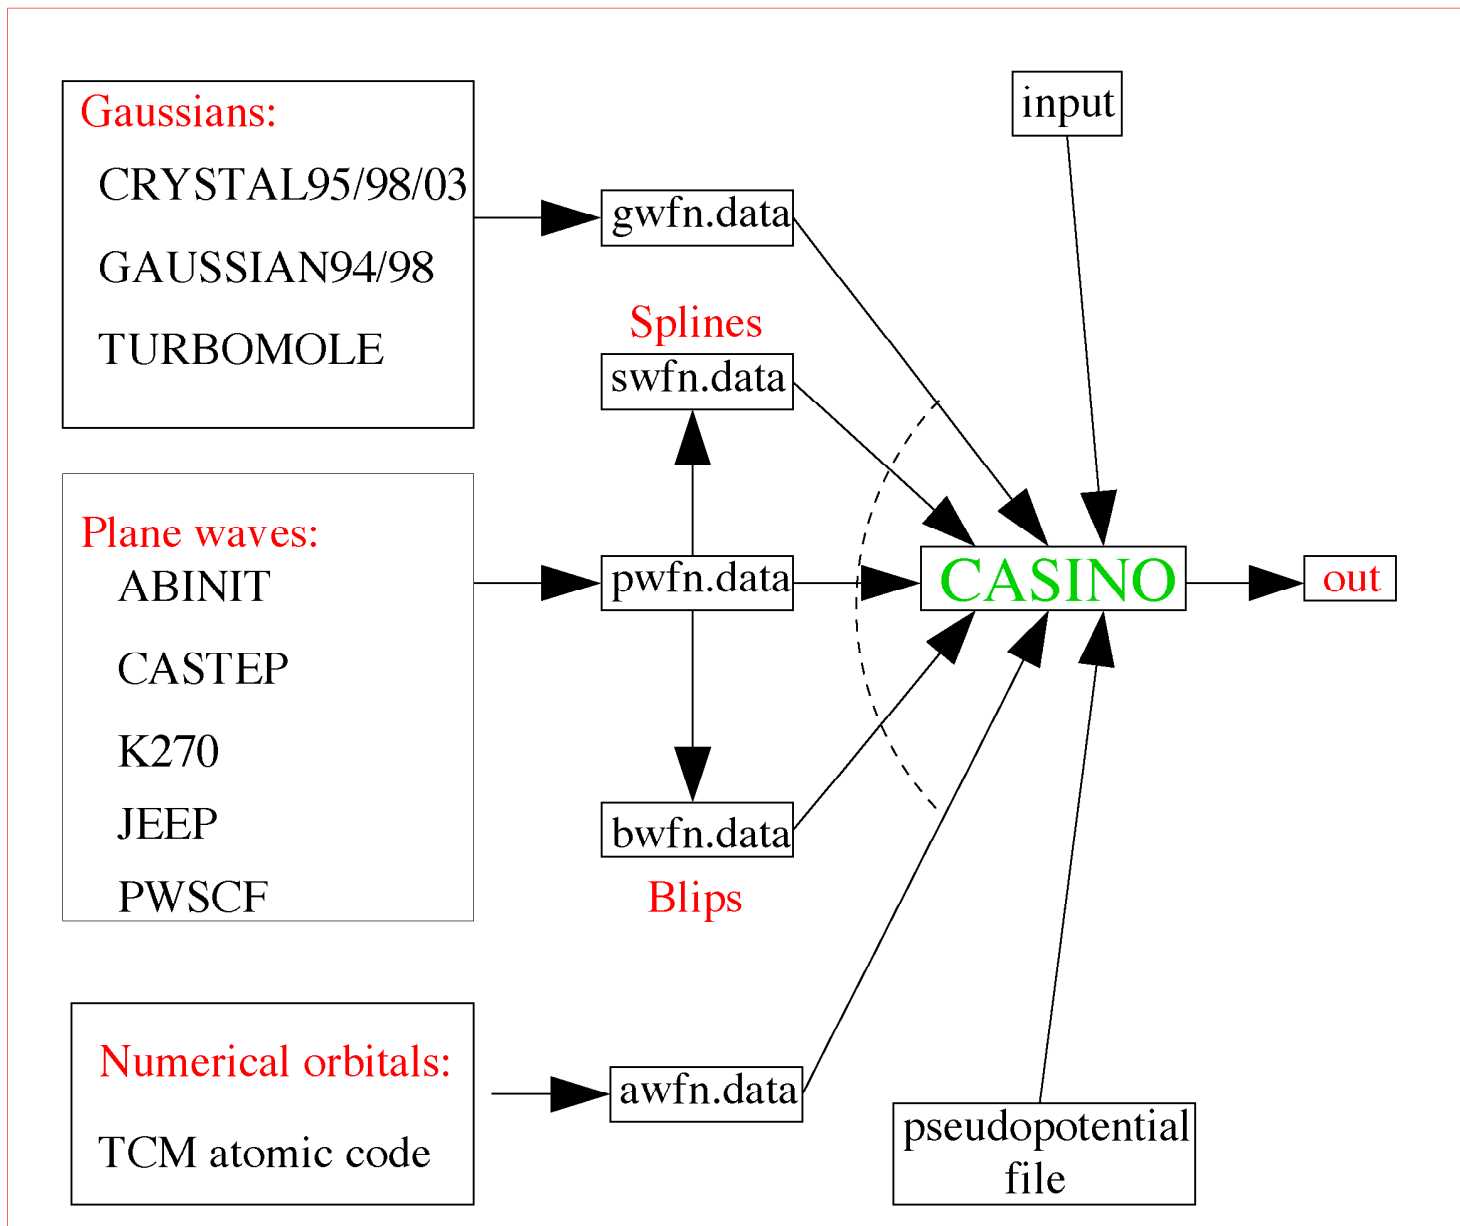 Gaussians:
CRYSTAL95/98/03
GAUSSIAN94/98
TURBOMOLE
Plane waves:
ABINIT
CASTEP
K270
JEEP
PWSCF
Numerical orbitals:
TCM atomic code
gwfn.data
Splines
swfn.data
pwfn.data
bwfn.data
Blips
awfn.data
input
CASINO
out
pseudopotential
file